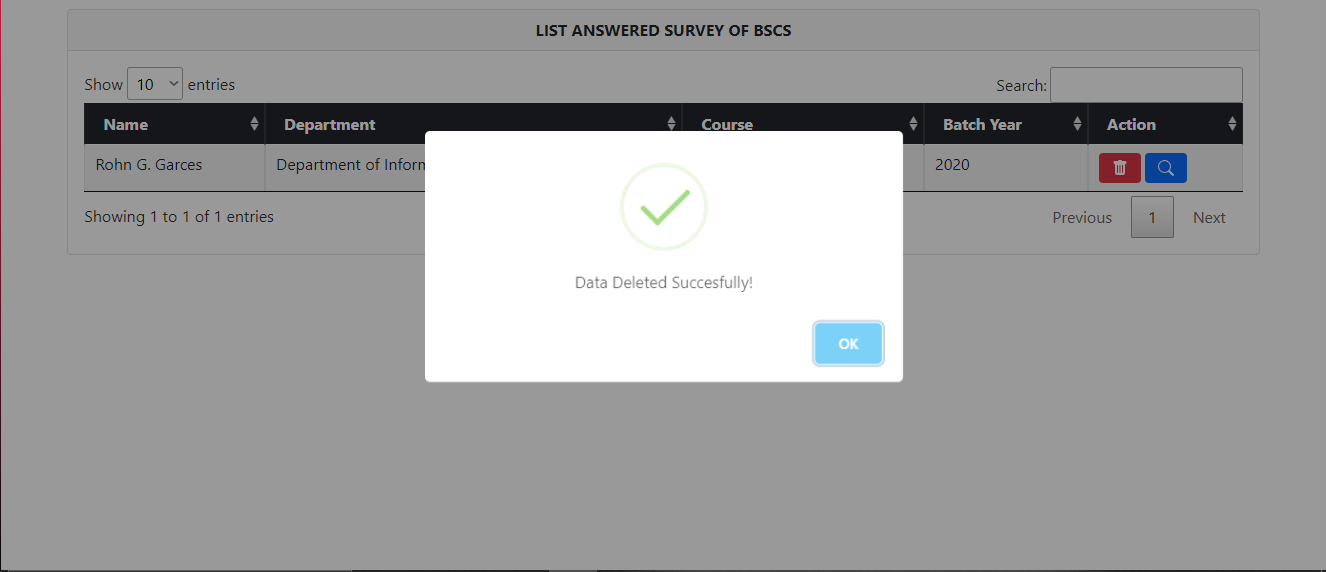 LIST ANSWERED SURVEY OF BSCS
Show 10 entries Search:
Name Department Course Batch Year Action
Rohn G. Garces Department of Inform 2020
Data Deleted Succesfully!
Showing 1 to 1 of 1 entries Previous 1 Next
OK